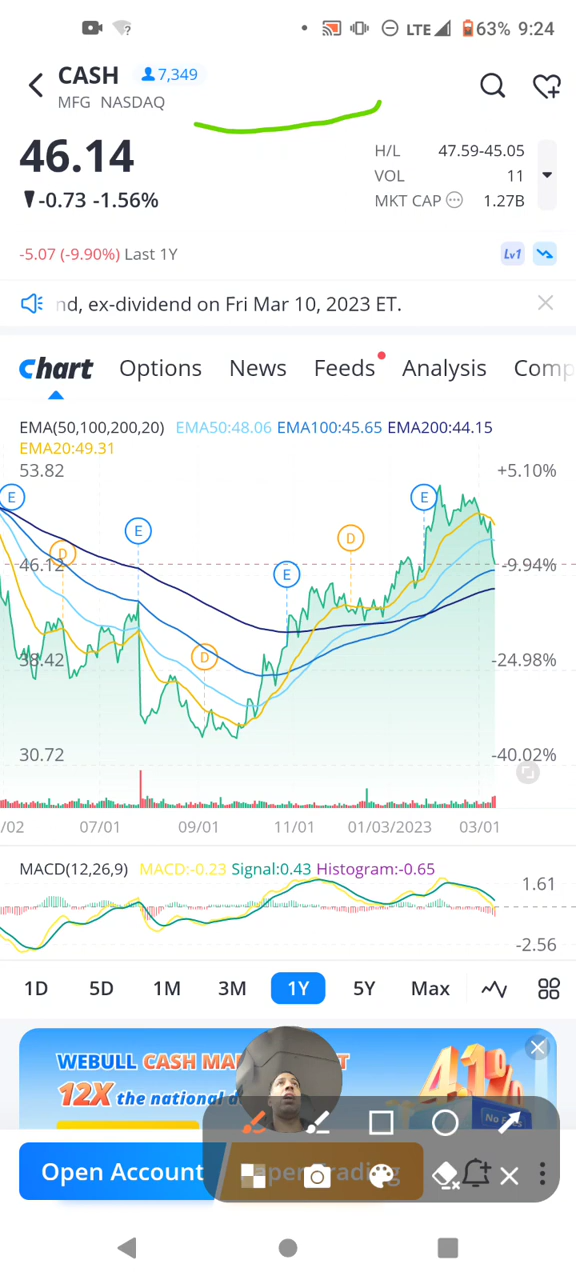 ? LTE 63% 9:24
CASH 7,349
MFG NASDAQ
46.14
-0.73 -1.56%
H/L 47.59-45.05
VOL 11
MKT CAP 1.27B
-5.07 (-9.90%) Last 1Y
Lv1
nd, ex-dividend on Fri Mar 10, 2023 ET.
Chart Options News Feeds Analysis Comp
EMA(50,100,200,20) EMA50:48.06 EMA100:45.65 EMA200:44.15
EMA20:49.31
53.82 +5.10%
E E E E
D D D
46.12 -9.94%
38.42 -24.98%
30.72 -40.02%
/02 07/01 09/01 11/01 01/03/2023 03/01
MACD(12,26,9) MACD:-0.23 Signal:0.43 Histogram:-0.65
1.61
-2.56
1D 5D 1M 3M 1Y 5Y Max
WEBULL CASH MA T
12X the national
4.1%
Open Account aper Trading